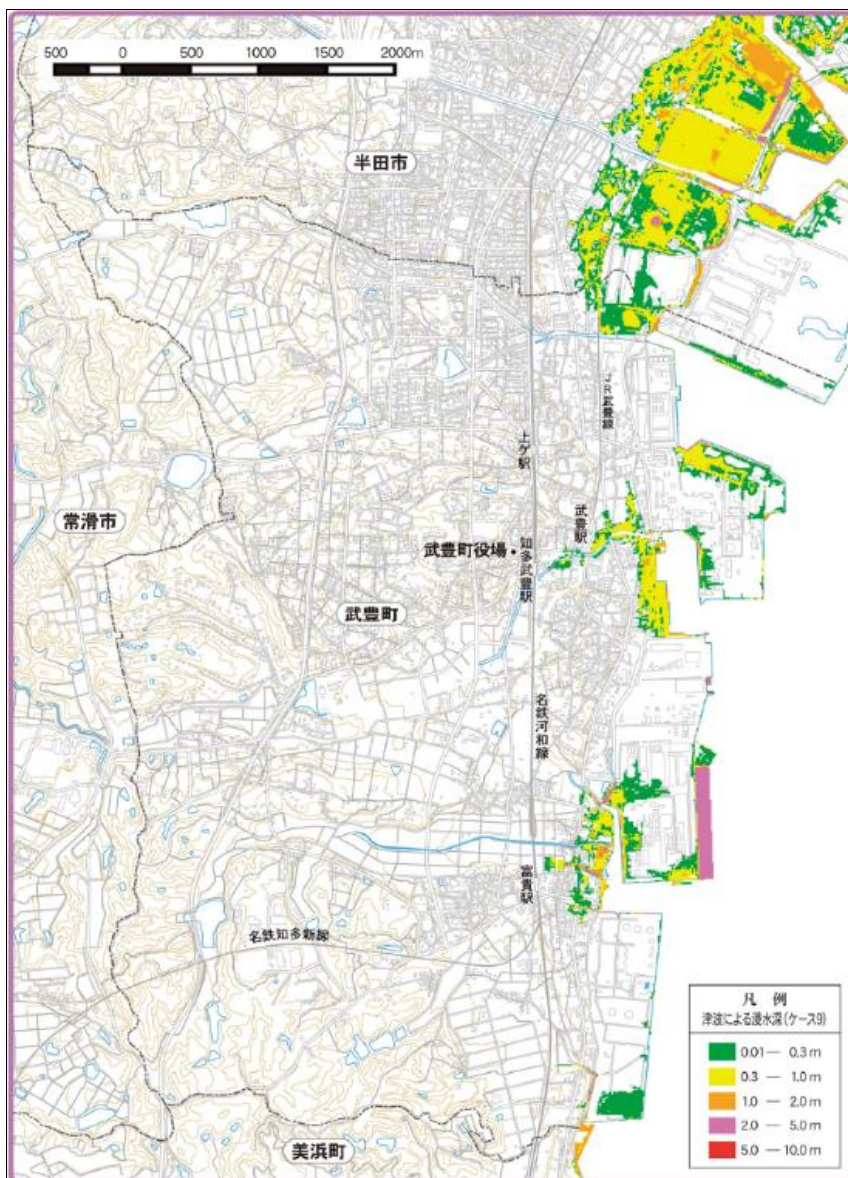 500 0 500 1000 1500 2000m
半田市
JR武豊線
上ゲ駅
常滑市
武豊駅
武豊町役場
知多武豊駅
武豊町
名鉄河和線
富貴駅
名鉄知多新線
凡 例
津波による浸水深(ケース9)
0.01 ― 0.3 m
0.3 ― 1.0 m
1.0 ― 2.0 m
2.0 ― 5.0 m
5.0 ― 10.0 m
美浜町